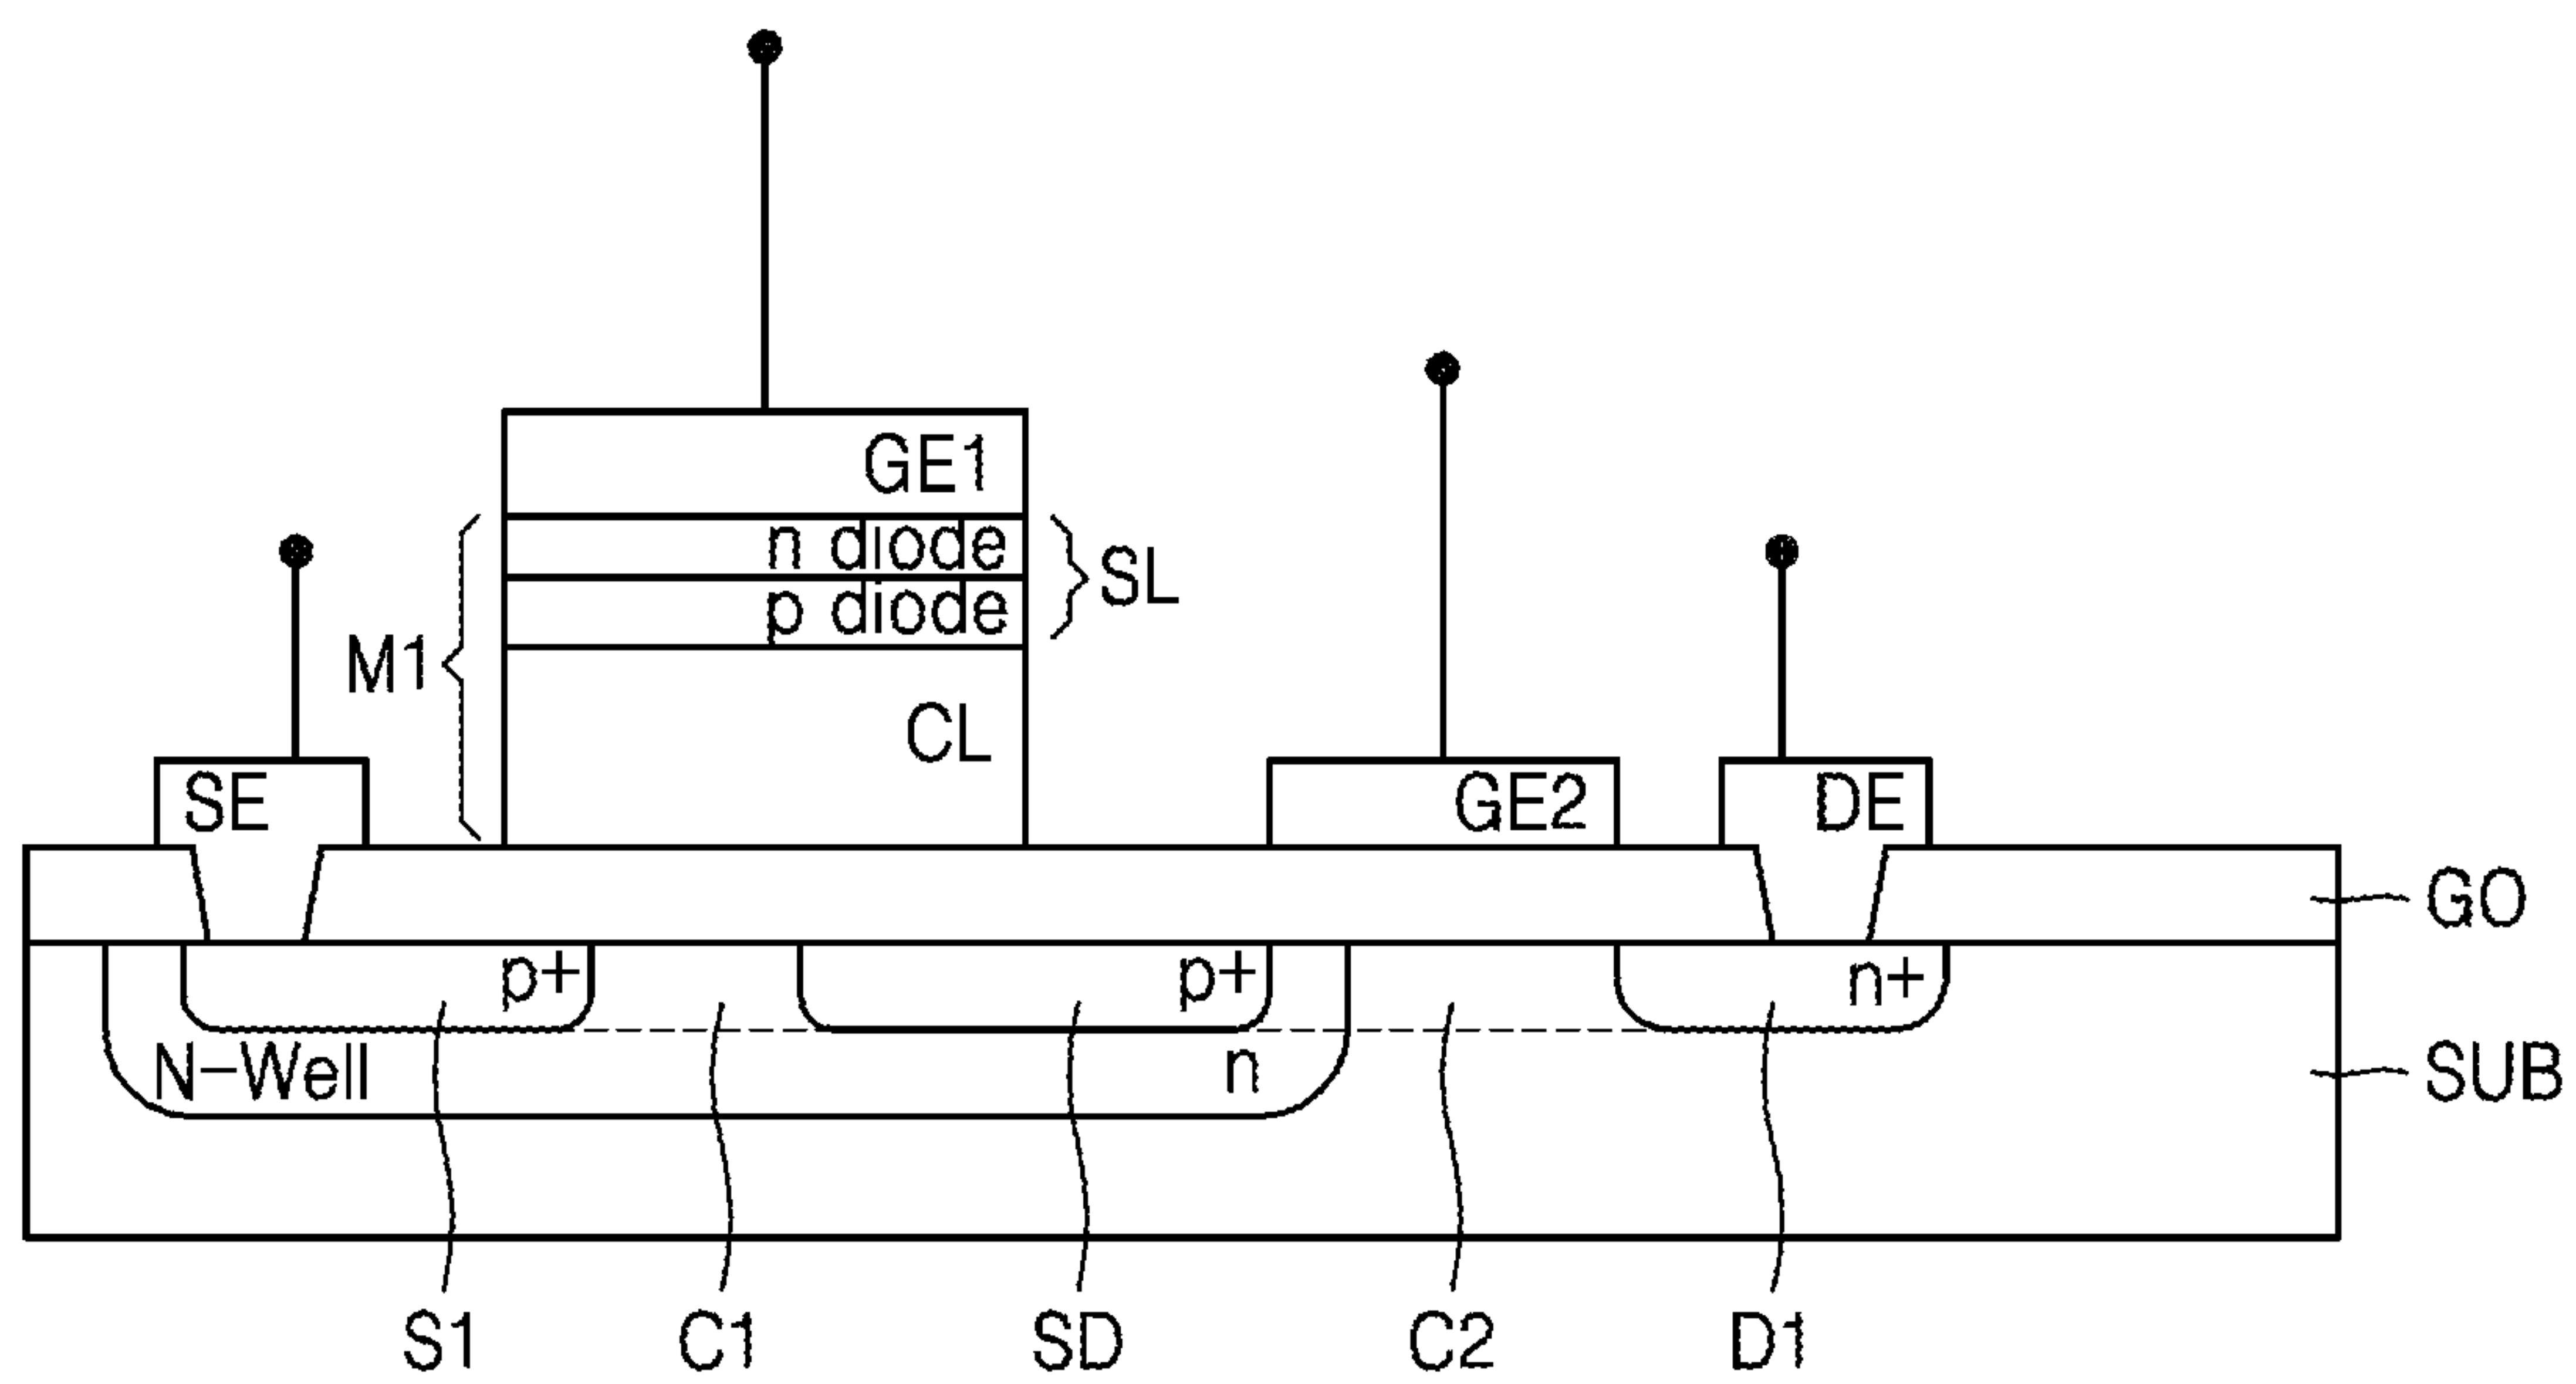 GE1
n diode
p diode
SL
M1
CL
SE
GE2
DE
GO
p+
p+
n+
N-Well
n
SUB
S1
C1
SD
C2
D1